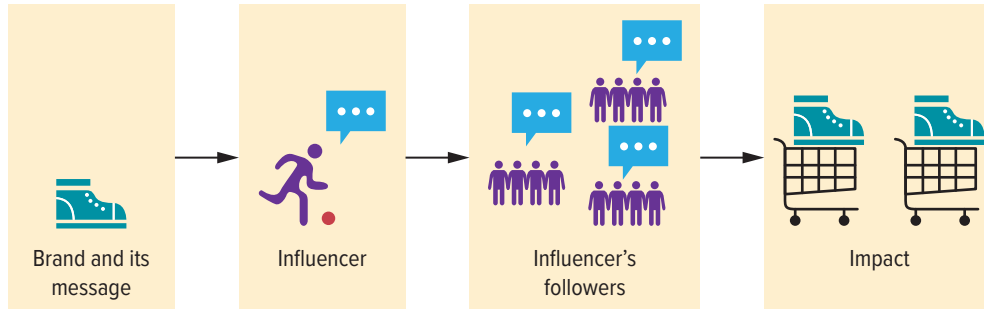 Brand and its
message
Influencer
Influencer's
followers
Impact